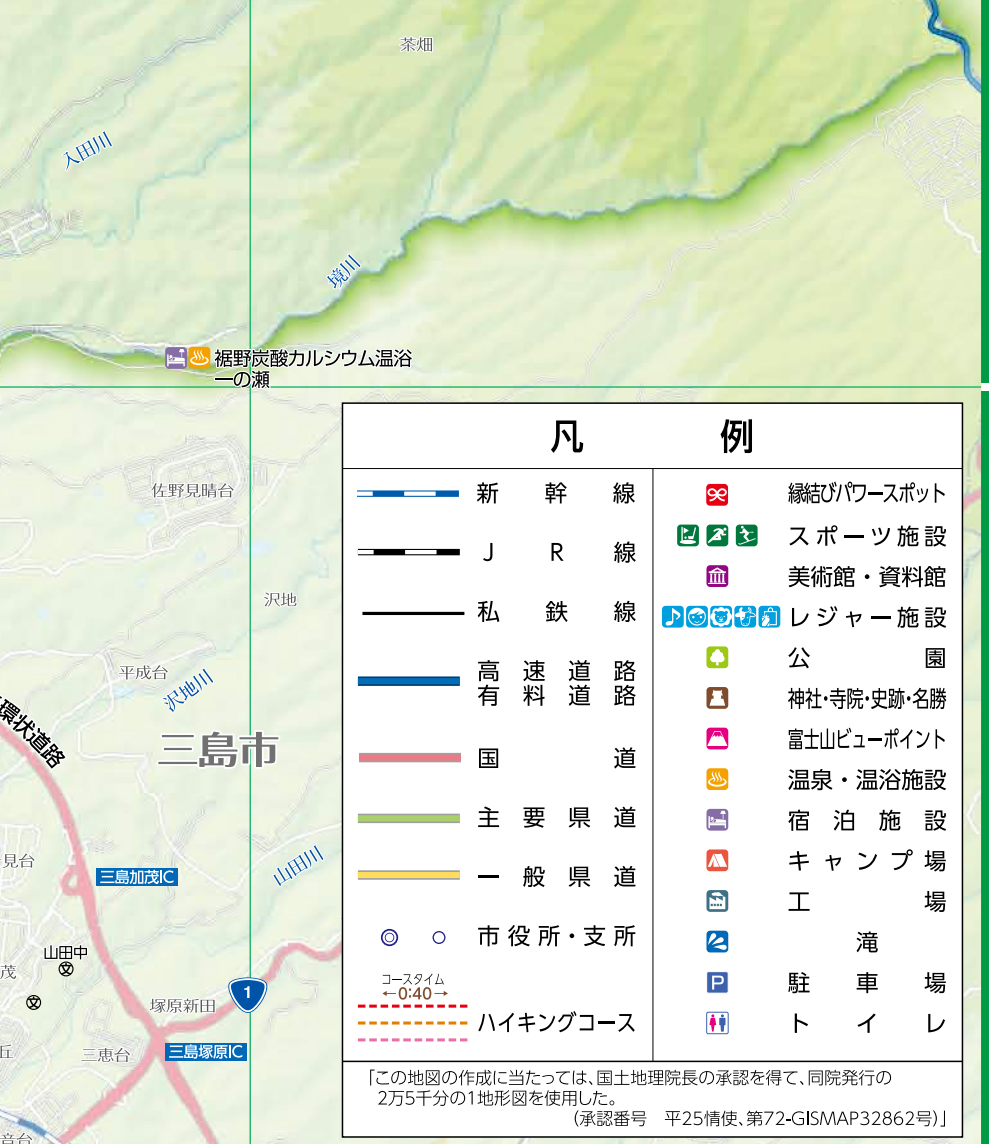 茶畑
入田川
境川
裾野炭酸カルシウム温浴
一の瀬
佐野見晴台
沢地
平成台
沢地川
環状道路
三島市
見台
三島加茂IC
山田川
山田中
文
茂
文
塚原新田
1
丘
三恵台
三島塚原IC
音台
凡例
新幹線
JR線
私鉄線
高速道路
有料道路
国道
主要県道
一般県道
市役所・支所
コースタイム
←0:40→
ハイキングコース
縁結びパワースポット
スポーツ施設
美術館・資料館
レジャー施設
公園
神社・寺院・史跡・名勝
富士山ビューポイント
温泉・温浴施設
宿泊施設
キャンプ場
工場
滝
P 駐車場
トイレ
「この地図の作成に当たっては、国土地理院長の承認を得て、同院発行の
2万5千分の1地形図を使用した。
(承認番号 平25情使、第72-GISMAP32862号)」